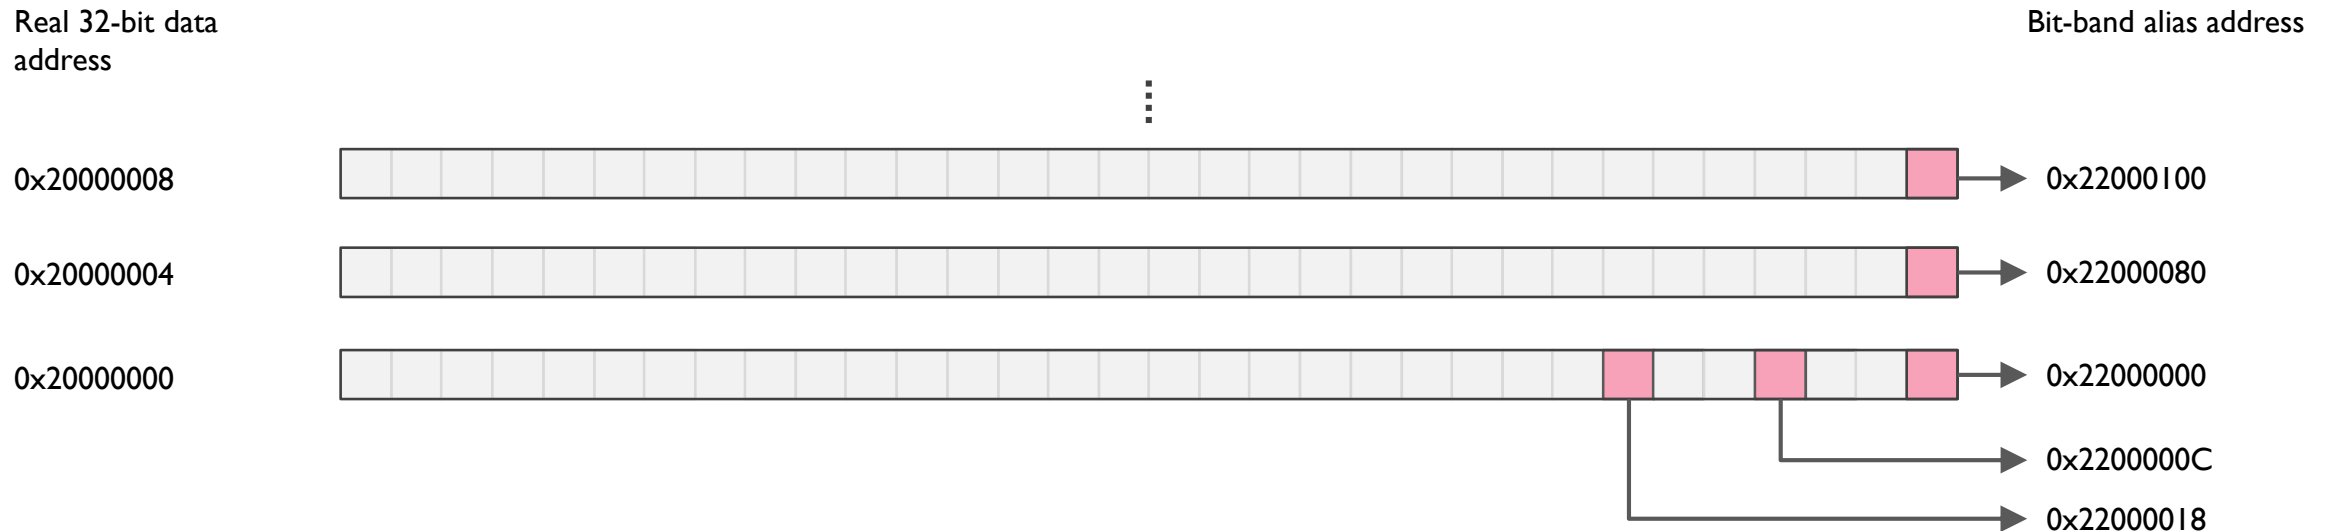 Real 32-bit data
address
Bit-band alias address
0x20000008
0x22000100
0x20000004
0x22000080
0x20000000
0x22000000
0x2200000C
0x22000018